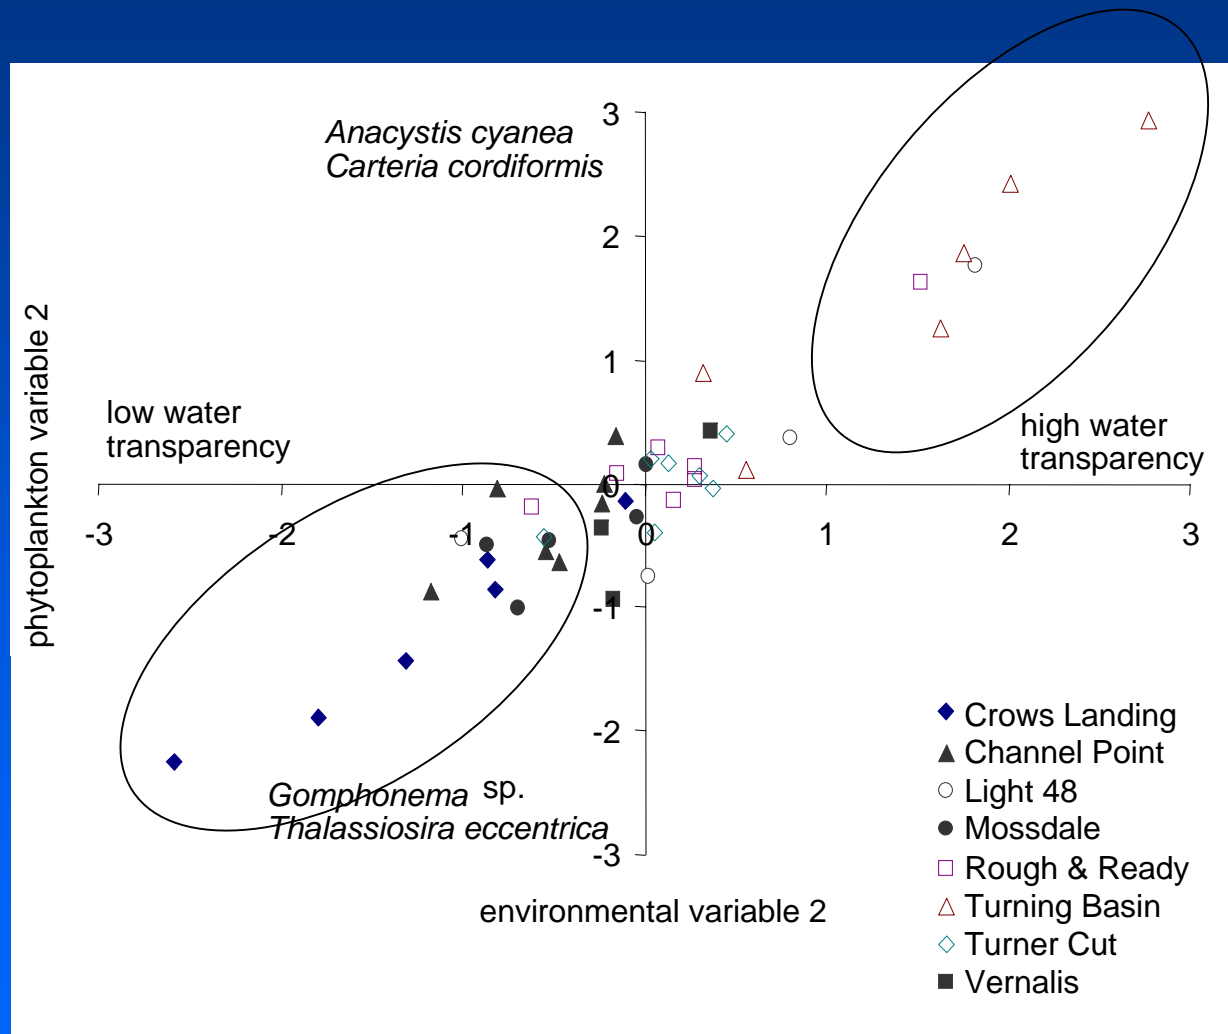 Anacystis cyanea
Carteria cordiformis
3
2
1
0
-1
-2
-3
phytoplankton variable 2
low water
transparency
high water
transparency
-3
-2
-1
0
1
2
3
Gomphonema sp.
Thalassiosira eccentrica
environmental variable 2
Crows Landing
Channel Point
Light 48
Mossdale
Rough & Ready
Turning Basin
Turner Cut
Vernalis